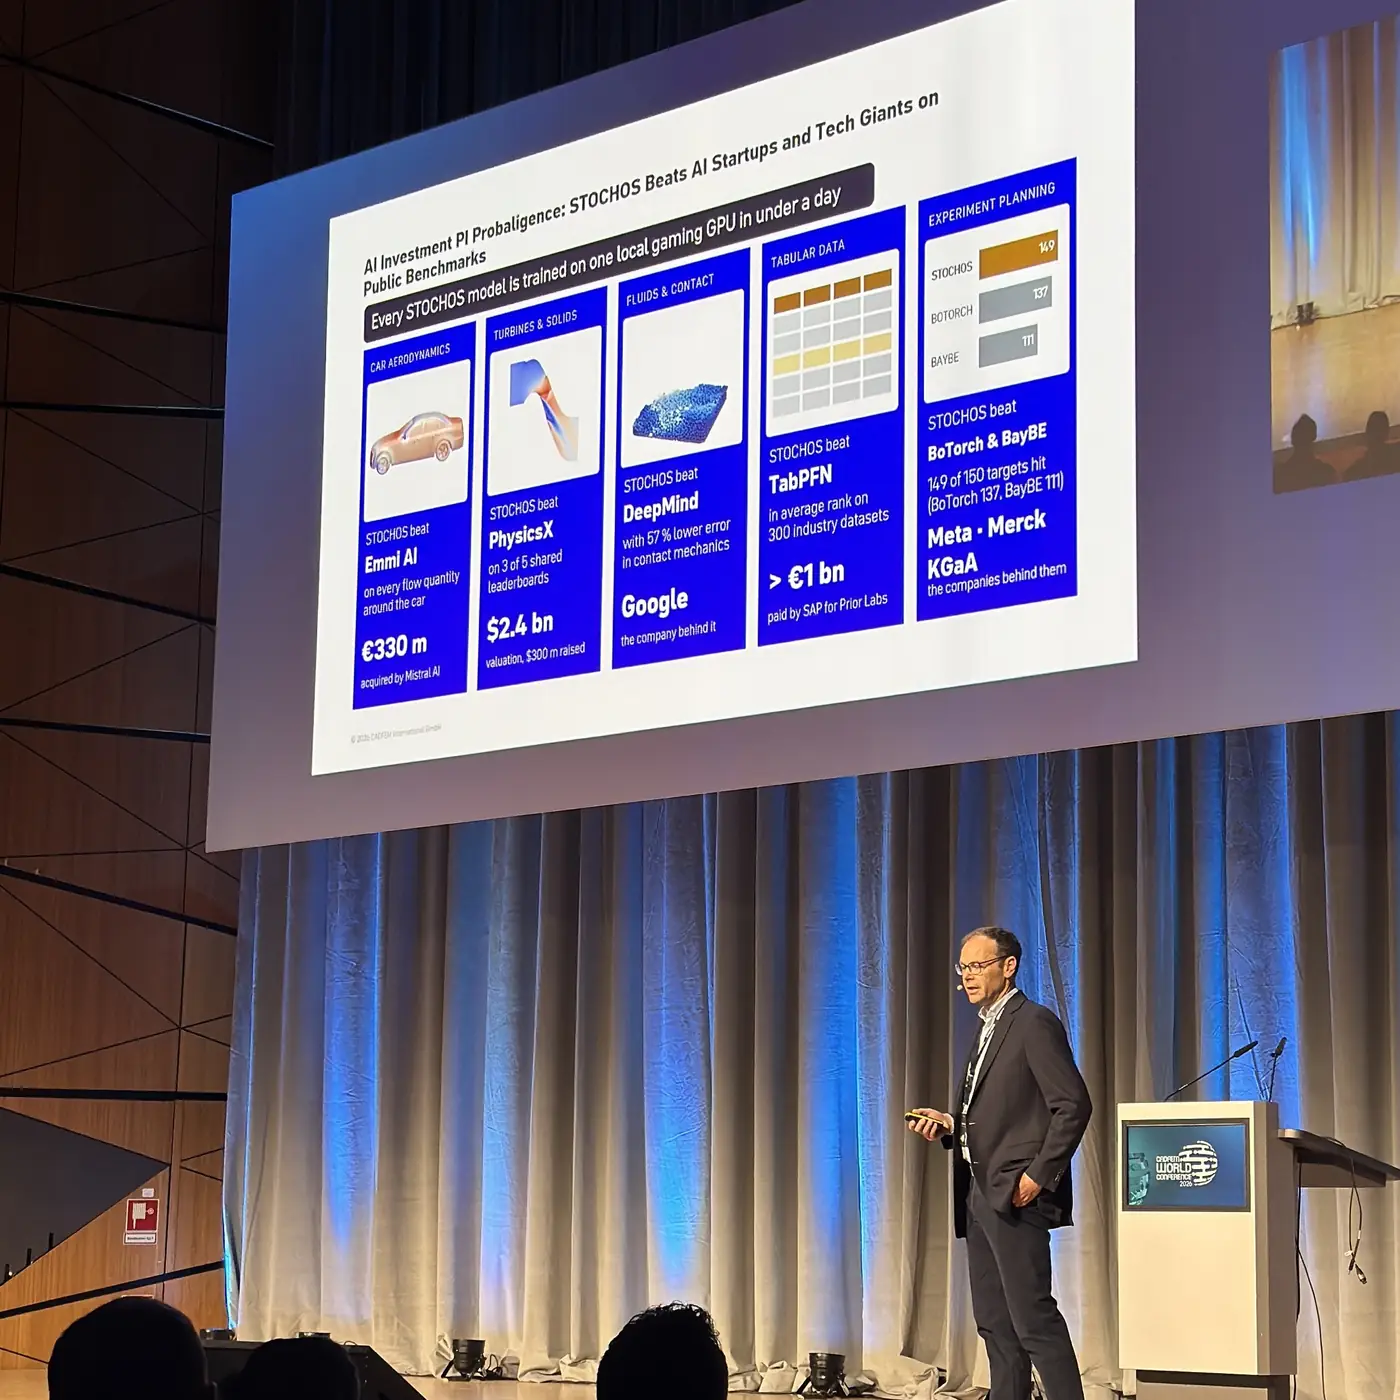 AI Investment PI Probaligence: STOCHOS Beats AI Startups and Tech Giants on
Public Benchmarks
Every STOCHOS model is trained on one local gaming GPU in under a day
CAR AERODYNAMICS
STOCHOS beat
Emmi AI
on every flow quantity
around the car
€330 m
acquired by Mistral AI
TURBINES & SOLIDS
STOCHOS beat
PhysicsX
on 3 of 5 shared
leaderboards
$2.4 bn
valuation, $300 m raised
FLUIDS & CONTACT
STOCHOS beat
DeepMind
with 57 % lower error
in contact mechanics
Google
the company behind it
TABULAR DATA
STOCHOS beat
TabPFN
in average rank on
300 industry datasets
> €1 bn
paid by SAP for Prior Labs
EXPERIMENT PLANNING
STOCHOS 149
BOTORCH 137
BAYBE 111
STOCHOS beat
BoTorch & BayBE
149 of 150 targets hit
(BoTorch 137, BayBE 111)
Meta · Merck
KGaA
the companies behind them
© 2026 CADFEM International GmbH
CADFEM
WORLD
CONFERENCE
2026